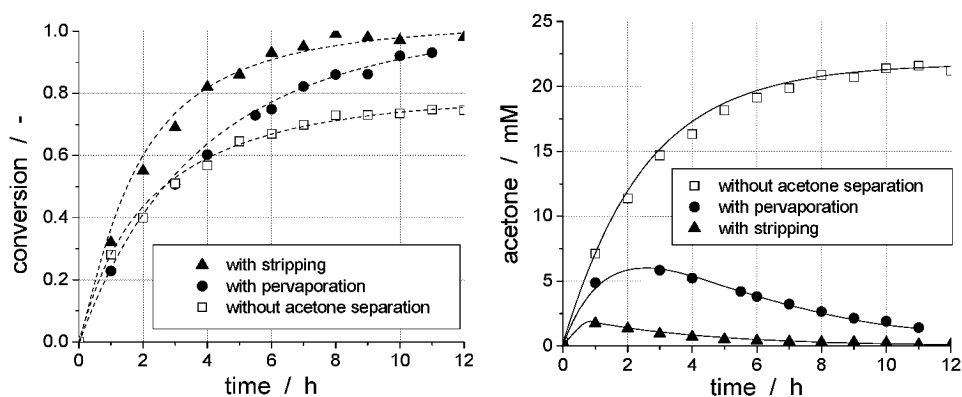 conversion / -
1.0
0.8
0.6
0.4
0.2
0.0
with stripping
with pervaporation
without acetone separation
0 2 4 6 8 10 12
time / h
acetone / mM
25
20
15
10
5
0
without acetone separation
with pervaporation
with stripping
0 2 4 6 8 10 12
time / h